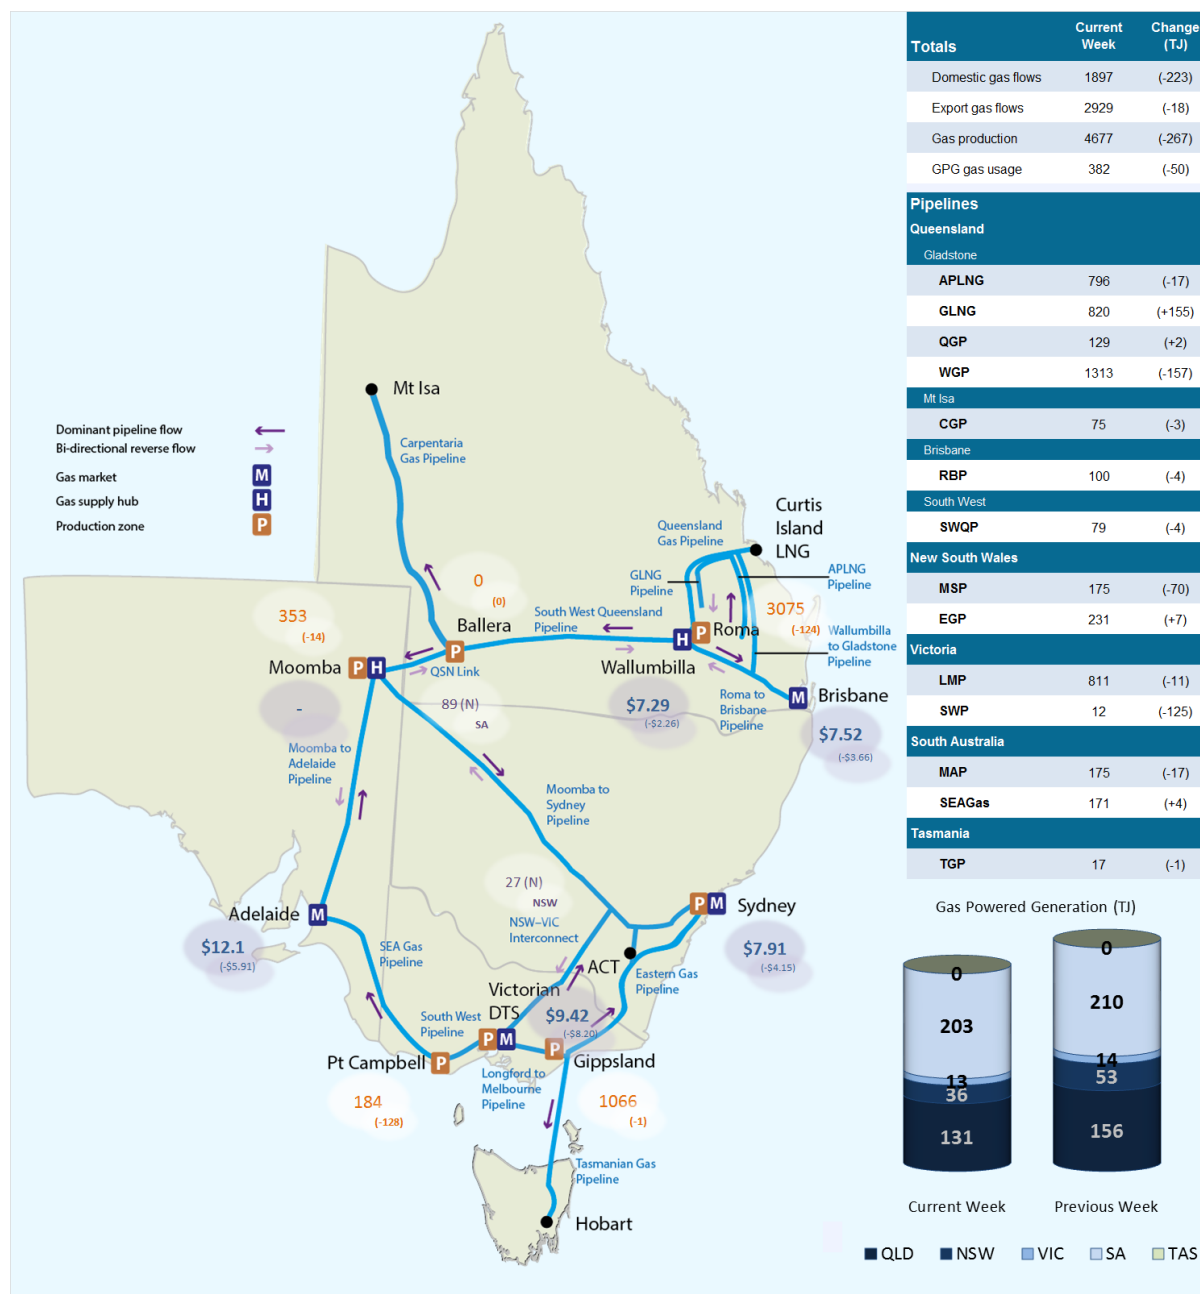 Totals Current Week Change (TJ)
Domestic gas flows 1897 (-223)
Export gas flows 2929 (-18)
Gas production 4677 (-267)
GPG gas usage 382 (-50)
Pipelines
Queensland
Gladstone
APLNG 796 (-17)
GLNG 820 (+155)
QGP 129 (+2)
WGP 1313 (-157)
Mt Isa
CGP 75 (-3)
Brisbane
RBP 100 (-4)
South West
SWQP 79 (-4)
New South Wales
MSP 175 (-70)
EGP 231 (+7)
Victoria
LMP 811 (-11)
SWP 12 (-125)
South Australia
MAP 175 (-17)
SEAGas 171 (+4)
Tasmania
TGP 17 (-1)
Gas Powered Generation (TJ)
0
203
13
36
131
0
210
14
53
156
Current Week
Previous Week
QLD NSW VIC SA TAS
Dominant pipeline flow
Bi-directional reverse flow
Gas market M
Gas supply hub H
Production zone P
Mt Isa
Carpentaria
Gas Pipeline
Curtis
Island
LNG
Queensland
Gas Pipeline
GLNG
Pipeline
APLNG
Pipeline
0
(0)
353
(-14)
Ballera
P
South West Queensland
Pipeline
H P Roma
3075
(-124)
Wallumbilla
to Gladstone
Pipeline
Moomba P H
QSN Link
Wallumbilla
-
89 (N)
SA
$7.29
(-$2.26)
Roma to
Brisbane
Pipeline
M Brisbane
$7.52
(-$3.66)
Moomba to
Adelaide
Pipeline
Moomba to
Sydney
Pipeline
27 (N)
NSW
NSW–VIC
Interconnect
P M Sydney
Adelaide M
$12.1
(-$5.91)
$7.91
(-$4.15)
SEA Gas
Pipeline
ACT
Eastern Gas
Pipeline
Victorian
DTS
$9.42
(-$8.20)
South West
Pipeline
P M
P
Pt Campbell P
Gippsland
Longford to
Melbourne
Pipeline
184
(-128)
1066
(-1)
Tasmanian Gas
Pipeline
Hobart